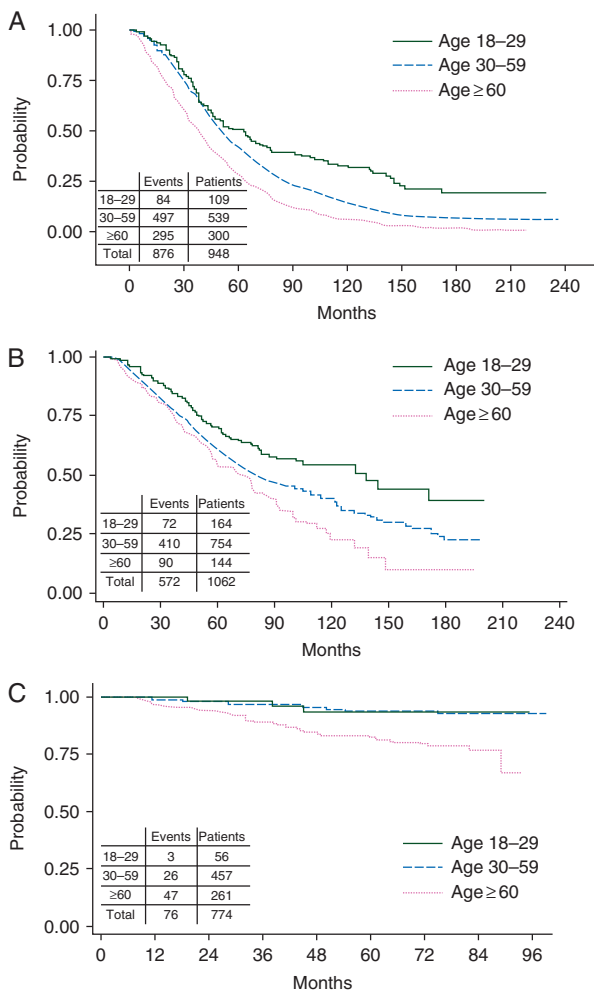 A
1.00
0.75
0.50
0.25
0.00
Probability
Age 18–29
Age 30–59
Age ≥ 60
Events Patients
18–29 84 109
30–59 497 539
≥60 295 300
Total 876 948
0 30 60 90 120 150 180 210 240
Months
B
1.00
0.75
0.50
0.25
0.00
Probability
Age 18–29
Age 30–59
Age ≥ 60
Events Patients
18–29 72 164
30–59 410 754
≥60 90 144
Total 572 1062
0 30 60 90 120 150 180 210 240
Months
C
1.00
0.75
0.50
0.25
0.00
Probability
Events Patients
18–29 3 56
30–59 26 457
≥60 47 261
Total 76 774
Age 18–29
Age 30–59
Age ≥ 60
0 12 24 36 48 60 72 84 96
Months